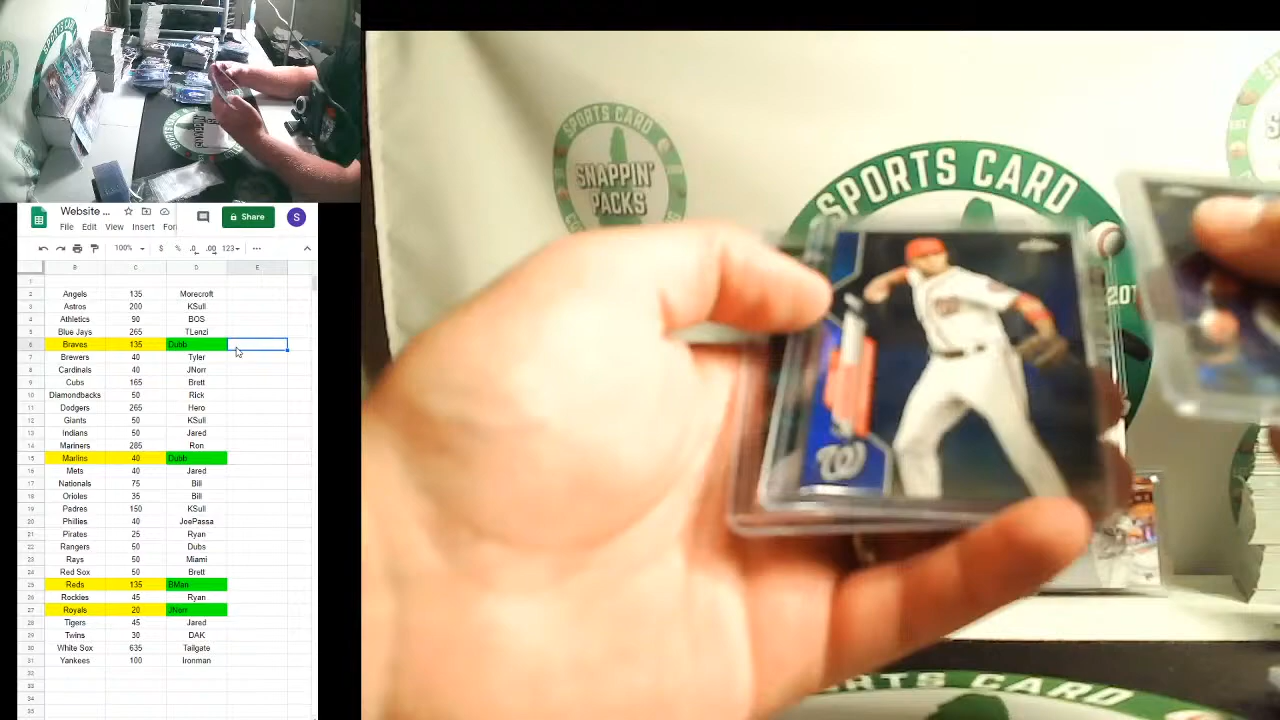 Website ...
Share
S
File Edit View Insert For
100% $ % .0 .00 123 ...
B C D E
1
2 Angels 135 Morecroft
3 Astros 200 KSull
4 Athletics 90 BOS
5 Blue Jays 265 TLenzi
6 Braves 135 Dubb
7 Brewers 40 Tyler
8 Cardinals 40 JNorr
9 Cubs 165 Brett
10 Diamondbacks 50 Rick
11 Dodgers 265 Hero
12 Giants 50 KSull
13 Indians 50 Jared
14 Mariners 285 Ron
15 Marlins 40 Dubb
16 Mets 40 Jared
17 Nationals 75 Bill
18 Orioles 35 Bill
19 Padres 150 KSull
20 Phillies 40 JoePassa
21 Pirates 25 Ryan
22 Rangers 50 Dubs
23 Rays 50 Miami
24 Red Sox 50 Brett
25 Reds 135 BMan
26 Rockies 45 Ryan
27 Royals 20 JNorr
28 Tigers 45 Jared
29 Twins 30 DAK
30 White Sox 635 Tailgate
31 Yankees 100 Ironman
32
33
34
35
SPORTS CARD
SNAPPIN'
PACKS
SPORTS CARD
201
W
RTS CARD